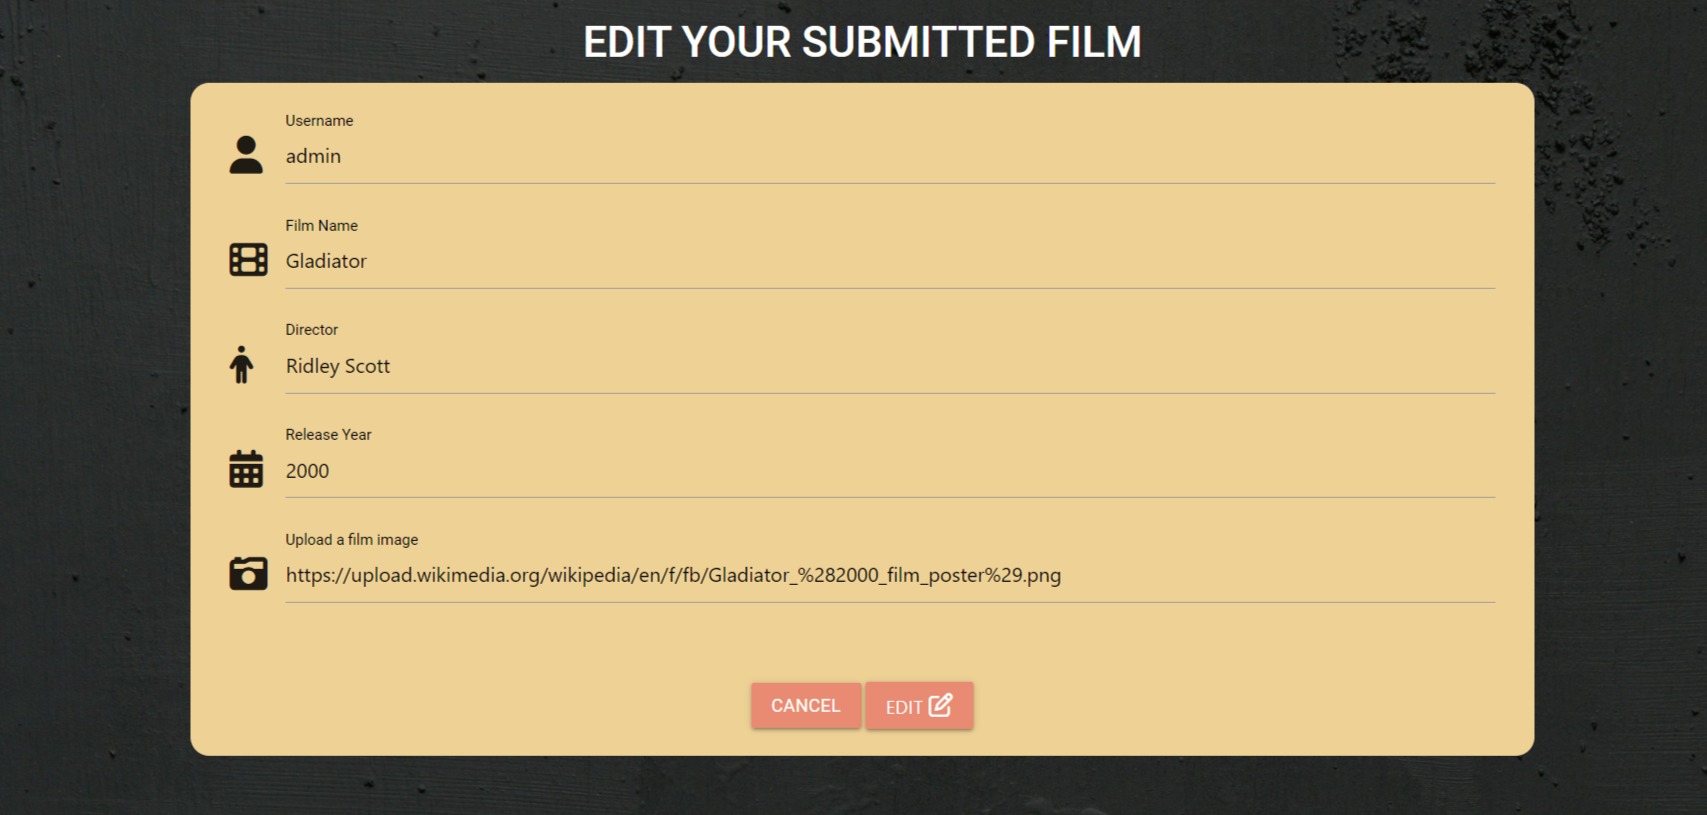 EDIT YOUR SUBMITTED FILM
Username
admin
Film Name
Gladiator
Director
Ridley Scott
Release Year
2000
Upload a film image
https://upload.wikimedia.org/wikipedia/en/f/fb/Gladiator_%282000_film_poster%29.png
CANCEL EDIT